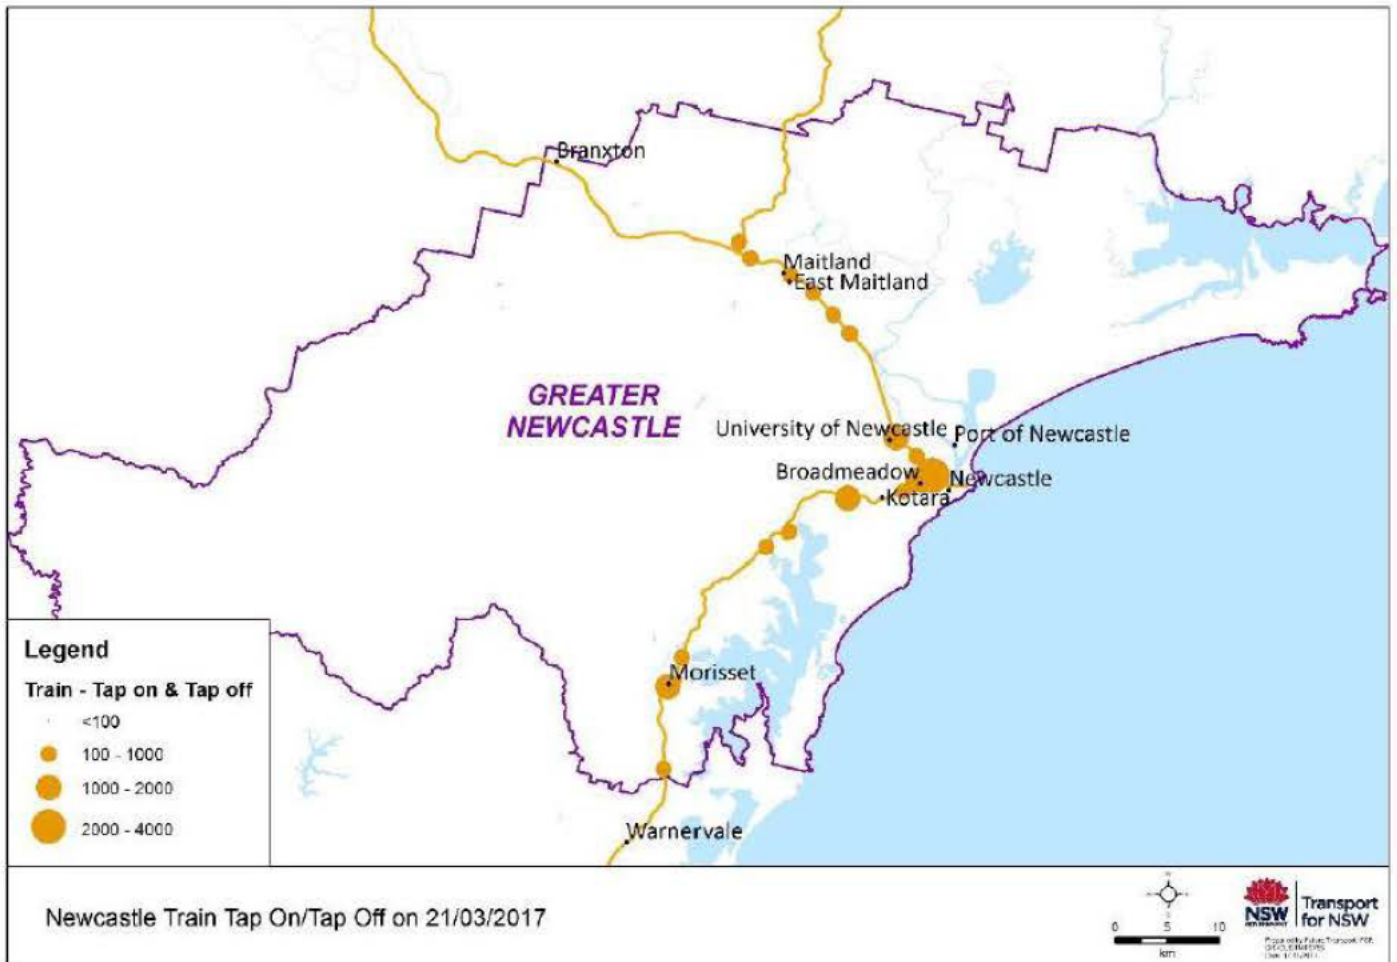 Branxton
Maitland
East Maitland
GREATER
NEWCASTLE
University of Newcastle
Port of Newcastle
Broadmeadow
Newcastle
Kotara
Morisset
Warnervale
Legend
Train - Tap on & Tap off
<100
100 - 1000
1000 - 2000
2000 - 4000
Newcastle Train Tap On/Tap Off on 21/03/2017
0 5 10
km
NSW
Transport
for NSW